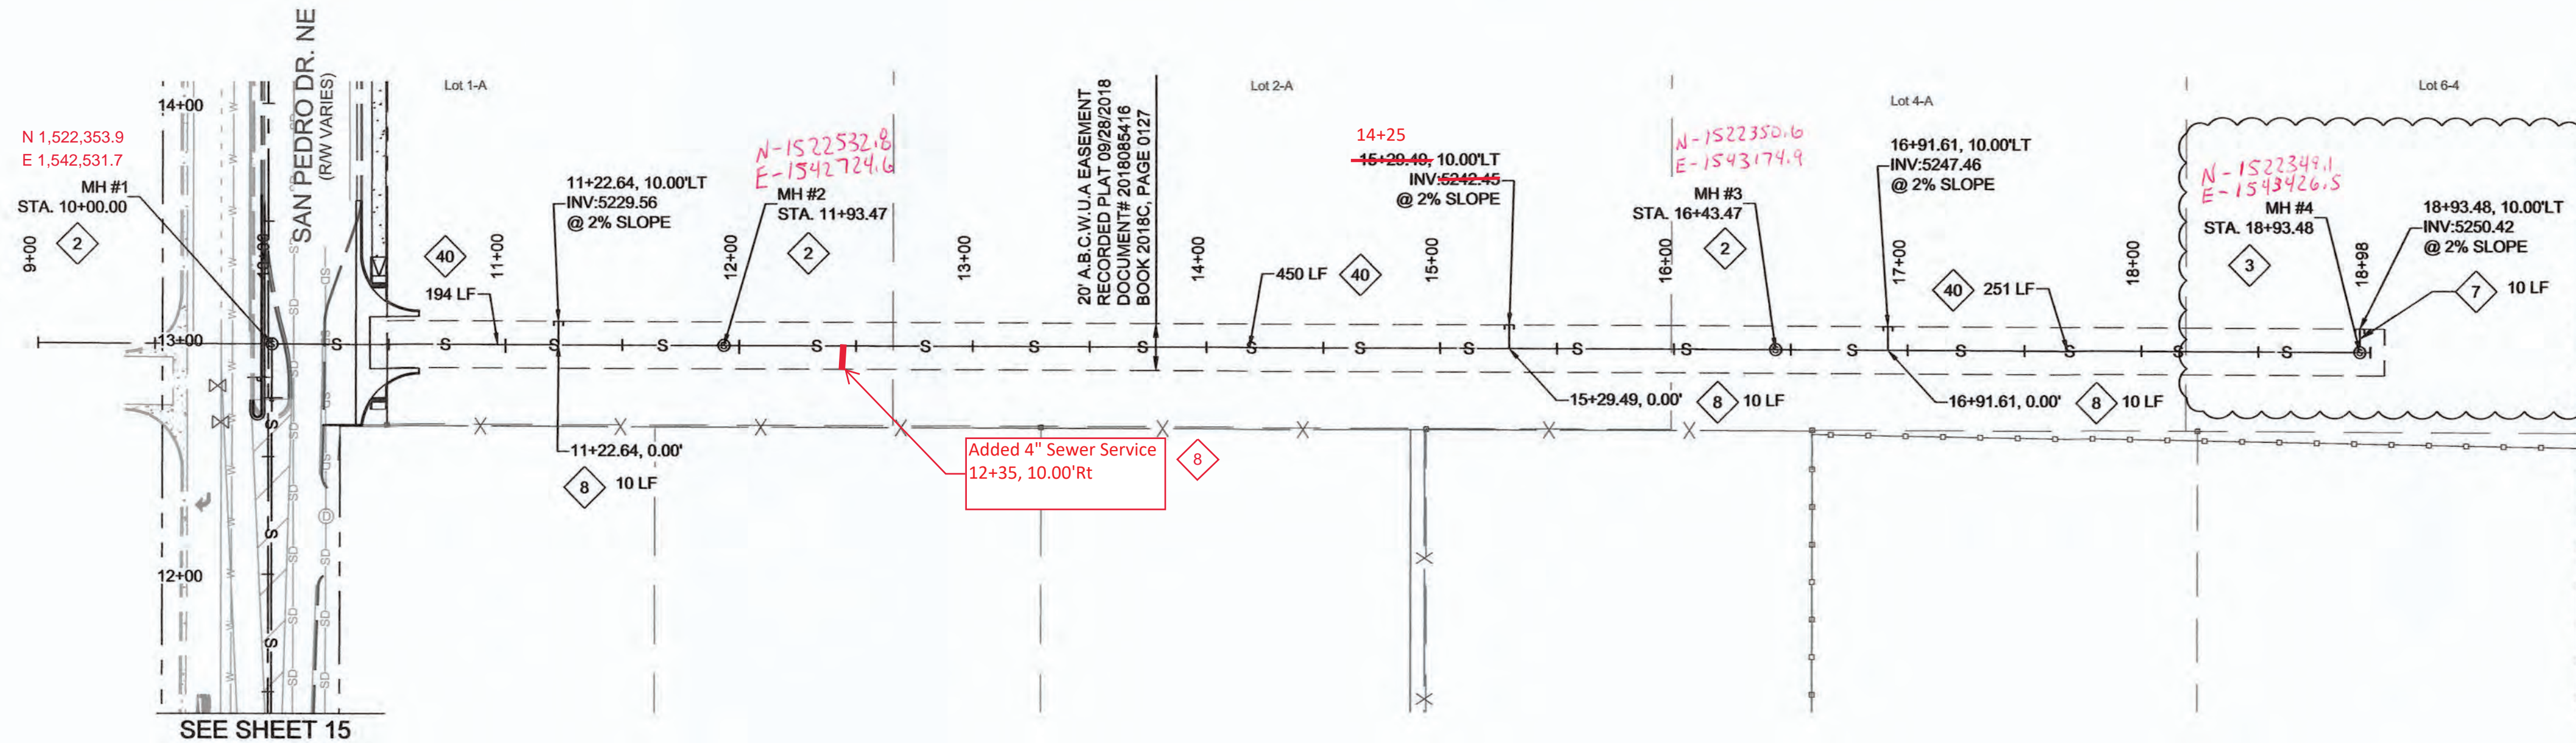 SAN PEDRO DR. NE
(R/W VARIES)
14+00
13+00
12+00
N 1,522,353.9
E 1,542,531.7
MH #1
STA. 10+00.00
2
9+00
10+00
SD
SD
SD
SD
SD
SD
SD
SD
W
W
W
W
W
D
SEE SHEET 15
Lot 1-A
40
194 LF
11+00
11+22.64, 10.00'LT
INV:5229.56
@ 2% SLOPE
11+22.64, 0.00'
8 10 LF
N-1522532.8
E-1542724.6
MH #2
STA. 11+93.47
2
12+00
Added 4" Sewer Service
12+35, 10.00'Rt
8
13+00
20' A.B.C.W.U.A EASEMENT
RECORDED PLAT 09/28/2018
DOCUMENT# 2018085416
BOOK 2018C, PAGE 0127
14+00
Lot 2-A
450 LF 40
14+25
15+29.49, 10.00'LT
INV:5242.45
@ 2% SLOPE
15+00
15+29.49, 0.00' 8 10 LF
N-1522350.6
E-1543174.9
MH #3
STA. 16+43.47
2
16+00
Lot 4-A
16+91.61, 10.00'LT
INV:5247.46
@ 2% SLOPE
17+00
16+91.61, 0.00' 8 10 LF
40 251 LF
18+00
Lot 6-4
N-1522349.1
E-1543426.5
MH #4
STA. 18+93.48
3
18+98
18+93.48, 10.00'LT
INV:5250.42
@ 2% SLOPE
7 10 LF
S S S S S S S S S S S S S S S S S S
S
S
S